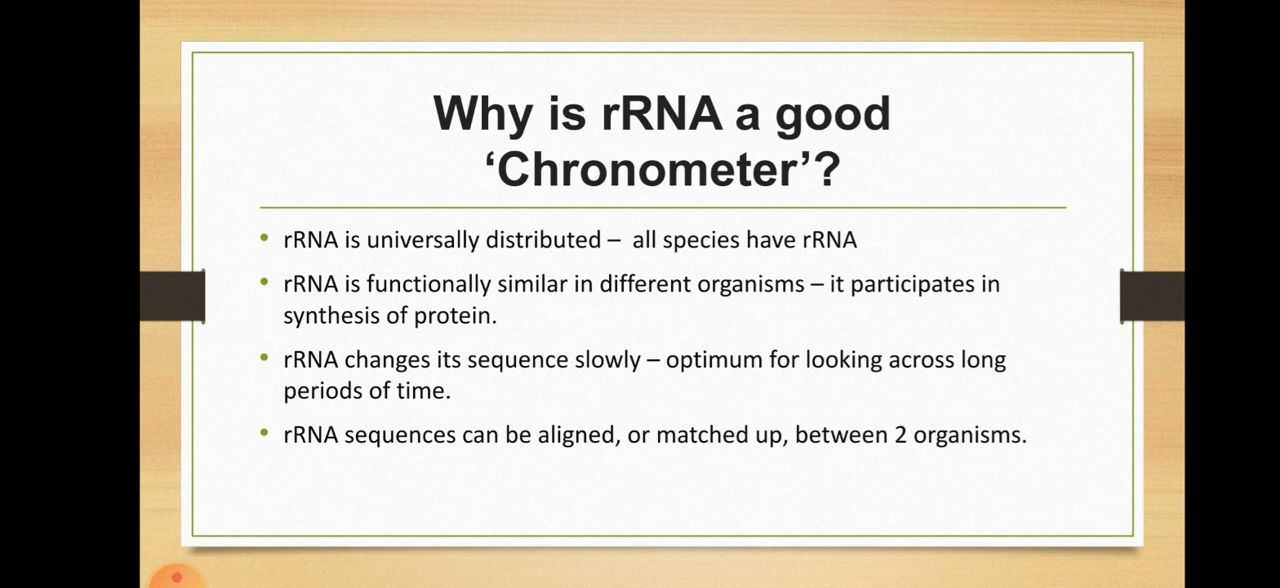 Why is rRNA a good
‘Chronometer’?
• rRNA is universally distributed –  all species have rRNA
• rRNA is functionally similar in different organisms – it participates in
synthesis of protein.
• rRNA changes its sequence slowly – optimum for looking across long
periods of time.
• rRNA sequences can be aligned, or matched up, between 2 organisms.